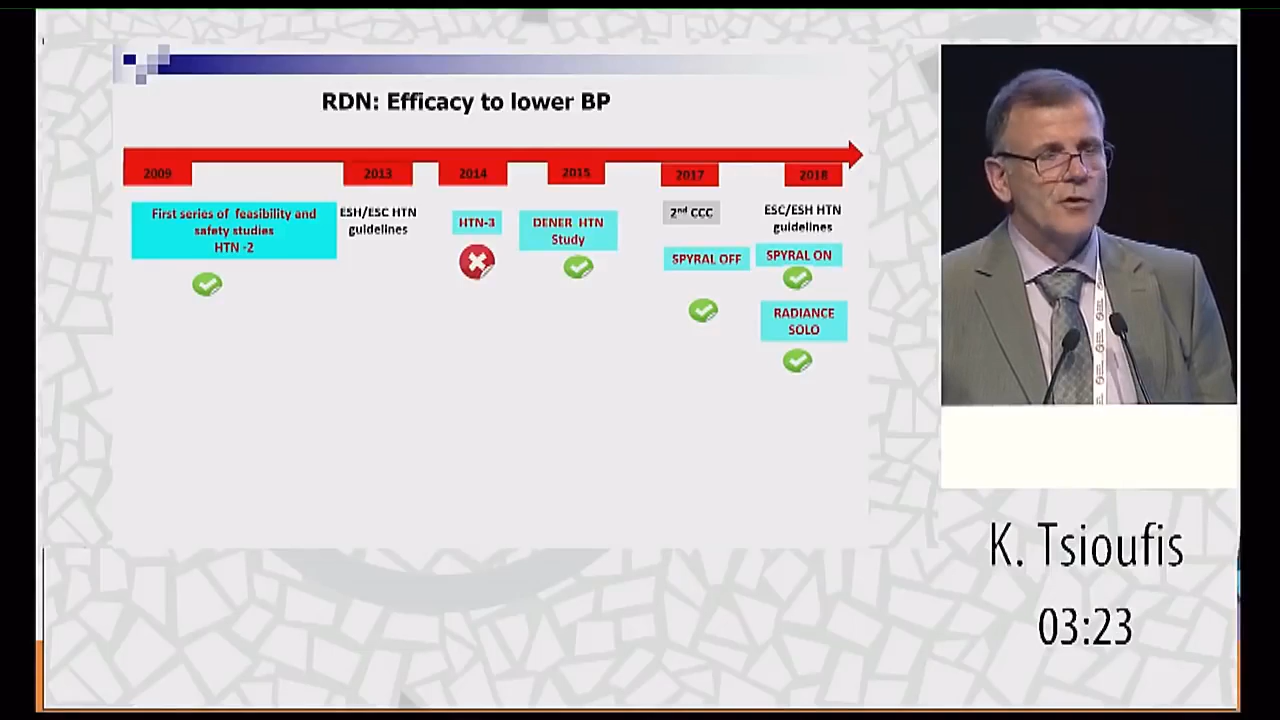 RDN: Efficacy to lower BP
2009
2013
2014
2015
2017
2018
First series of feasibility and
safety studies
HTN -2
ESH/ESC HTN
guidelines
HTN-3
DENER HTN
Study
2nd CCC
SPYRAL OFF
ESC/ESH HTN
guidelines
SPYRAL ON
RADIANCE
SOLO
K. Tsioufis
03:23